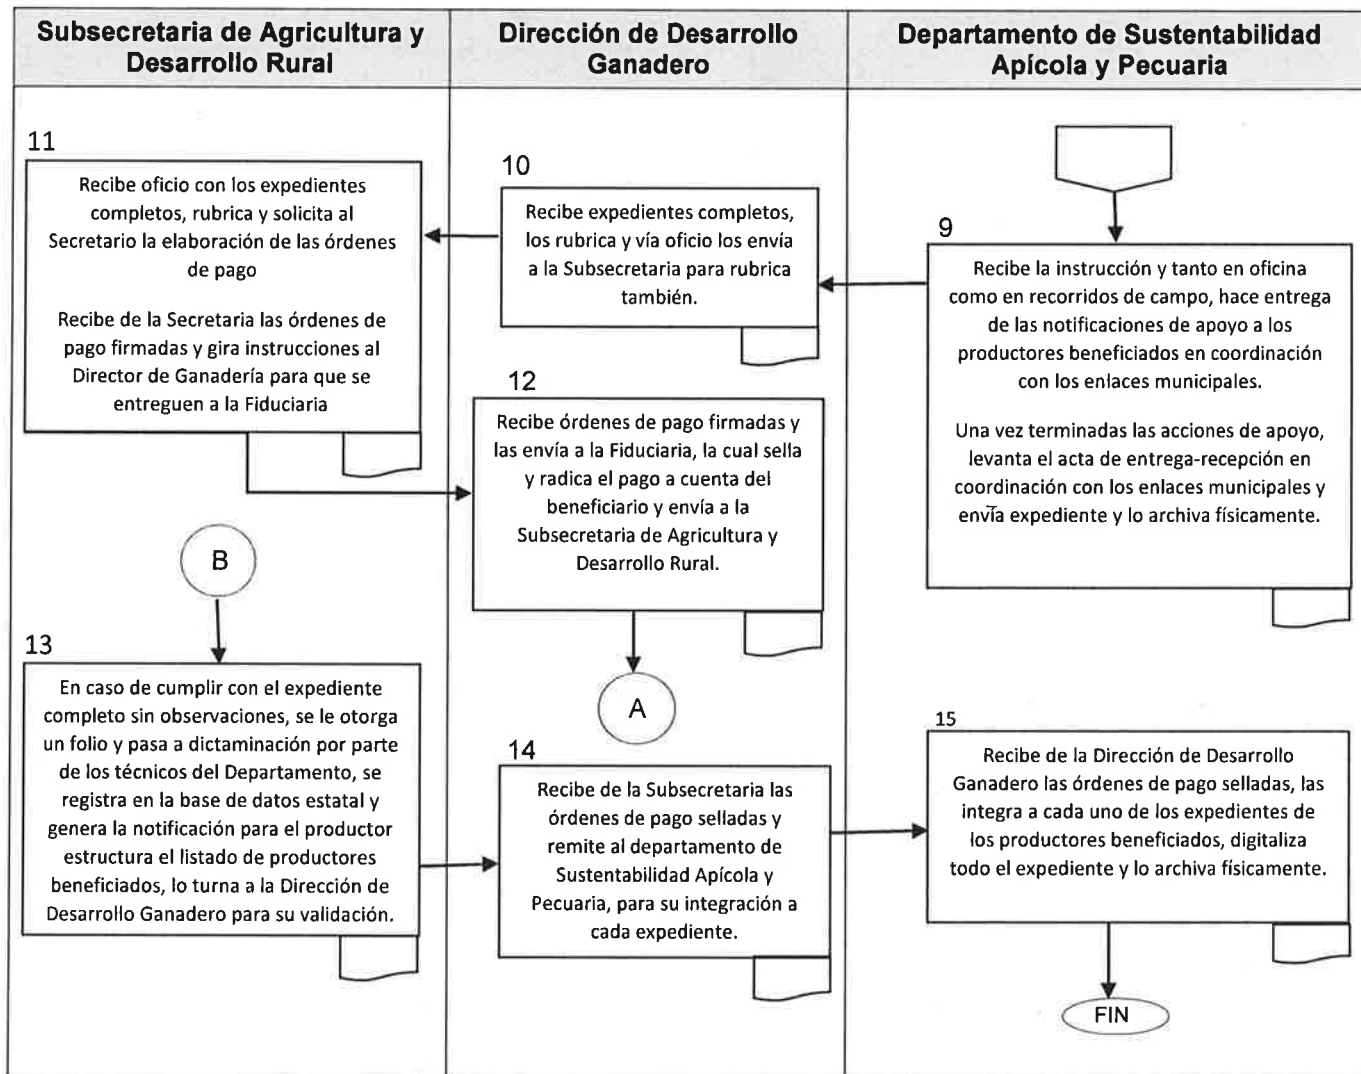 Subsecretaria de Agricultura y
Desarrollo Rural
Dirección de Desarrollo
Ganadero
Departamento de Sustentabilidad
Apícola y Pecuaria
11
Recibe oficio con los expedientes
completos, rubrica y solicita al
Secretario la elaboración de las órdenes
de pago
Recibe de la Secretaria las órdenes de
pago firmadas y gira instrucciones al
Director de Ganadería para que se
entreguen a la Fiduciaria
10
Recibe expedientes completos,
los rubrica y vía oficio los envía
a la Subsecretaria para rubrica
también.
9
Recibe la instrucción y tanto en oficina
como en recorridos de campo, hace entrega
de las notificaciones de apoyo a los
productores beneficiados en coordinación
con los enlaces municipales.
Una vez terminadas las acciones de apoyo,
levanta el acta de entrega-recepción en
coordinación con los enlaces municipales y
envía expediente y lo archiva físicamente.
12
Recibe órdenes de pago firmadas y
las envía a la Fiduciaria, la cual sella
y radica el pago a cuenta del
beneficiario y envía a la
Subsecretaria de Agricultura y
Desarrollo Rural.
B
A
13
En caso de cumplir con el expediente
completo sin observaciones, se le otorga
un folio y pasa a dictaminación por parte
de los técnicos del Departamento, se
registra en la base de datos estatal y
genera la notificación para el productor
estructura el listado de productores
beneficiados, lo turna a la Dirección de
Desarrollo Ganadero para su validación.
14
Recibe de la Subsecretaria las
órdenes de pago selladas y
remite al departamento de
Sustentabilidad Apícola y
Pecuaria, para su integración a
cada expediente.
15
Recibe de la Dirección de Desarrollo
Ganadero las órdenes de pago selladas, las
integra a cada uno de los expedientes de
los productores beneficiados, digitaliza
todo el expediente y lo archiva físicamente.
FIN